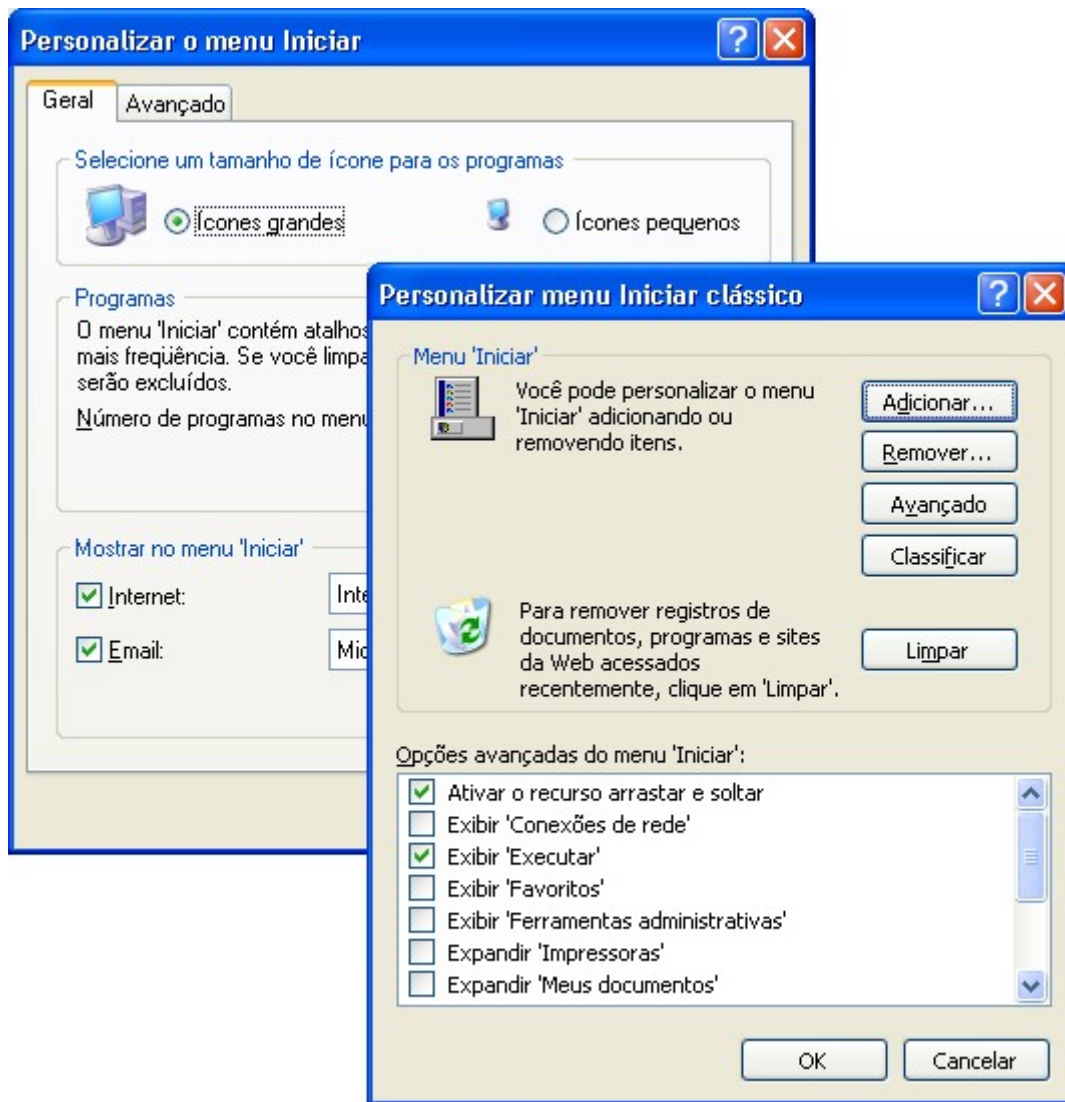 Personalizar o menu Iniciar
Geral
Avançado
Selecione um tamanho de ícone para os programas
Ícones grandes
Ícones pequenos
Programas
O menu 'Iniciar' contém atalhos
mais freqüência. Se você limpa
serão excluídos.
Número de programas no menu
Mostrar no menu 'Iniciar'
Internet:
Inte
Email:
Mic
Personalizar menu Iniciar clássico
Menu 'Iniciar'
Você pode personalizar o menu
'Iniciar' adicionando ou
removendo itens.
Adicionar...
Remover...
Avançado
Classificar
Para remover registros de
documentos, programas e sites
da Web acessados
recentemente, clique em 'Limpar'.
Limpar
Opções avançadas do menu 'Iniciar':
Ativar o recurso arrastar e soltar
Exibir 'Conexões de rede'
Exibir 'Executar'
Exibir 'Favoritos'
Exibir 'Ferramentas administrativas'
Expandir 'Impressoras'
Expandir 'Meus documentos'
OK
Cancelar